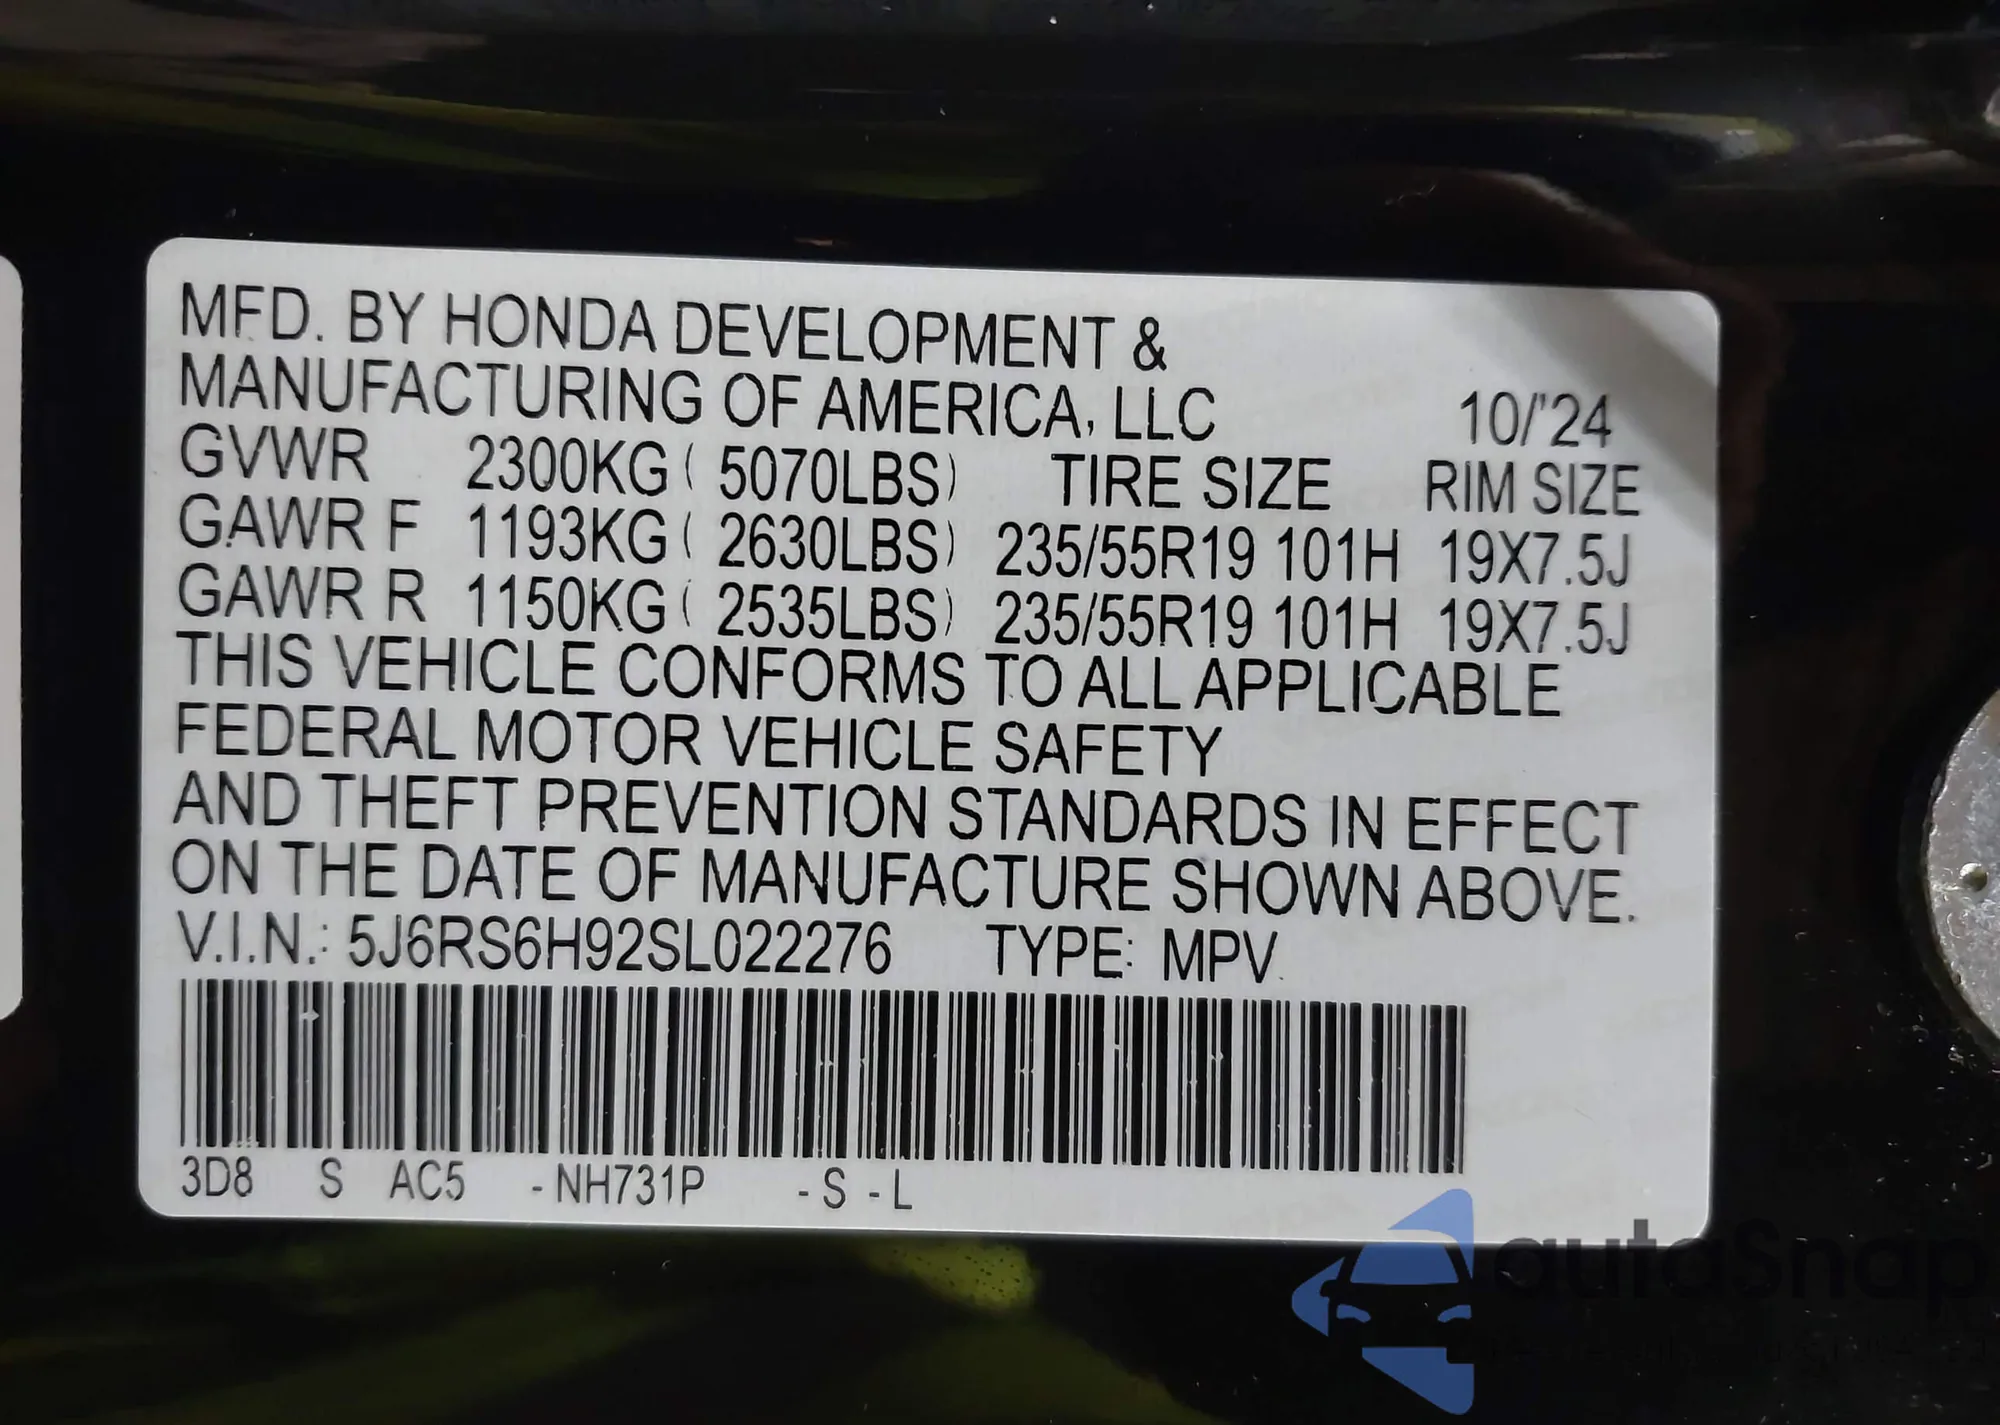 MFD. BY HONDA DEVELOPMENT &
MANUFACTURING OF AMERICA, LLC 10/'24
GVWR 2300KG ( 5070LBS) TIRE SIZE RIM SIZE
GAWR F 1193KG ( 2630LBS) 235/55R19 101H 19X7.5J
GAWR R 1150KG ( 2535LBS) 235/55R19 101H 19X7.5J
THIS VEHICLE CONFORMS TO ALL APPLICABLE
FEDERAL MOTOR VEHICLE SAFETY
AND THEFT PREVENTION STANDARDS IN EFFECT
ON THE DATE OF MANUFACTURE SHOWN ABOVE.
V.I.N.: 5J6RS6H92SL022276 TYPE: MPV
3D8 S AC5 -NH731P -S -L
autoSnap